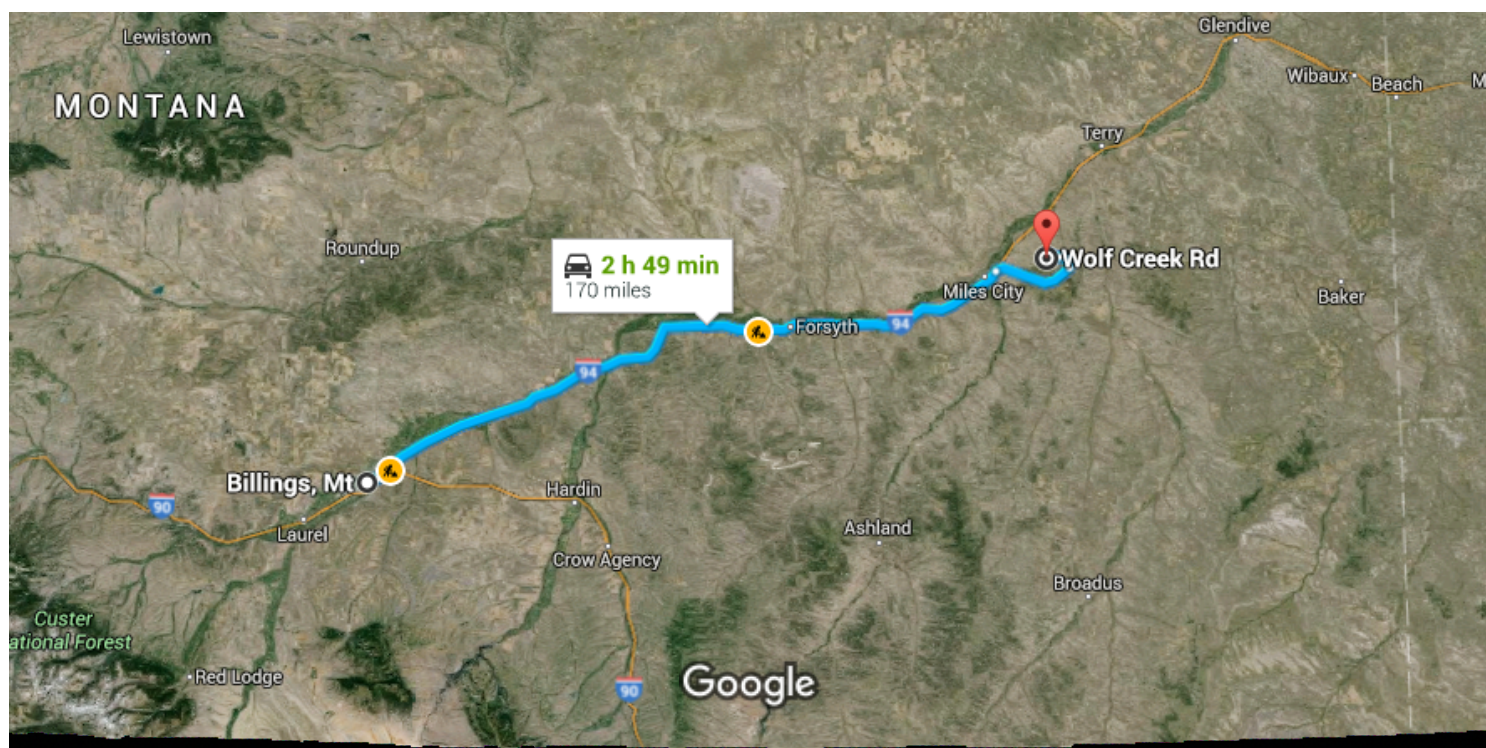 Glendive
Lewistown
Wibaux
Beach
M
MONTANA
Terry
Roundup
2 h 49 min
170 miles
Wolf Creek Rd
Miles City
Baker
Forsyth
94
94
Billings, Mt
Hardin
90
Laurel
Ashland
Crow Agency
Broadus
Custer
ational Forest
Red Lodge
Google
90